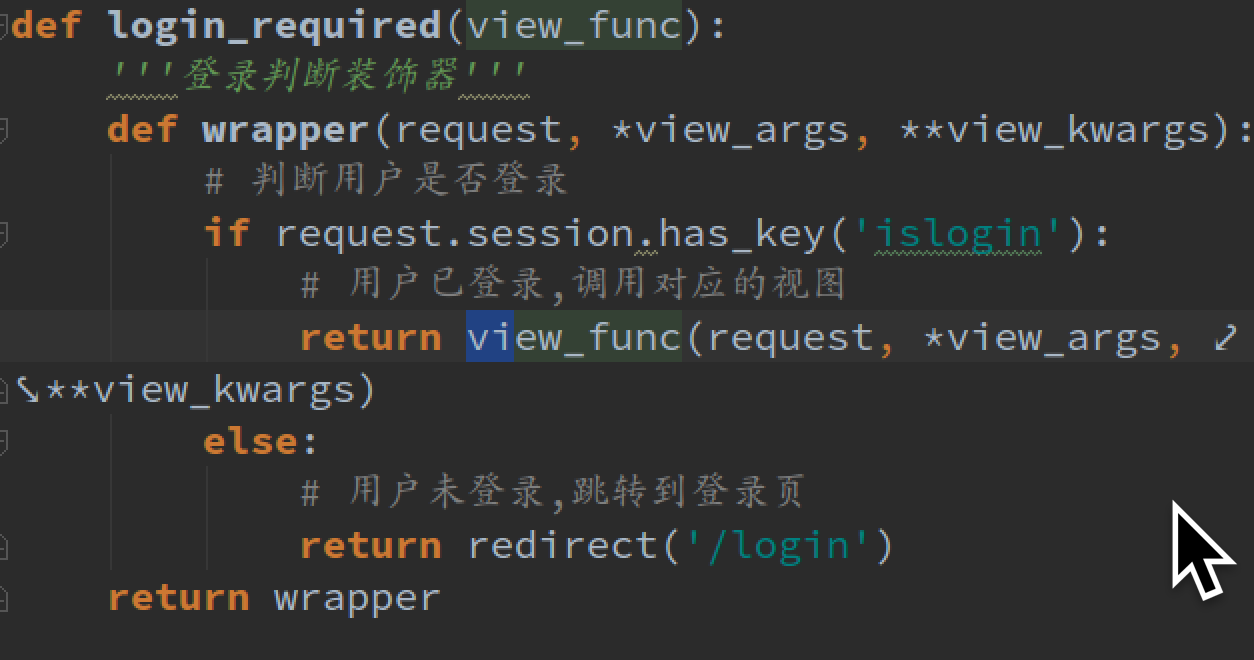 def login_required(view_func):
    '''登录判断装饰器'''
    def wrapper(request, *view_args, **view_kwargs):
        # 判断用户是否登录
        if request.session.has_key('islogin'):
            # 用户已登录,调用对应的视图
            return view_func(request, *view_args,
**view_kwargs)
        else:
            # 用户未登录,跳转到登录页
            return redirect('/login')
    return wrapper